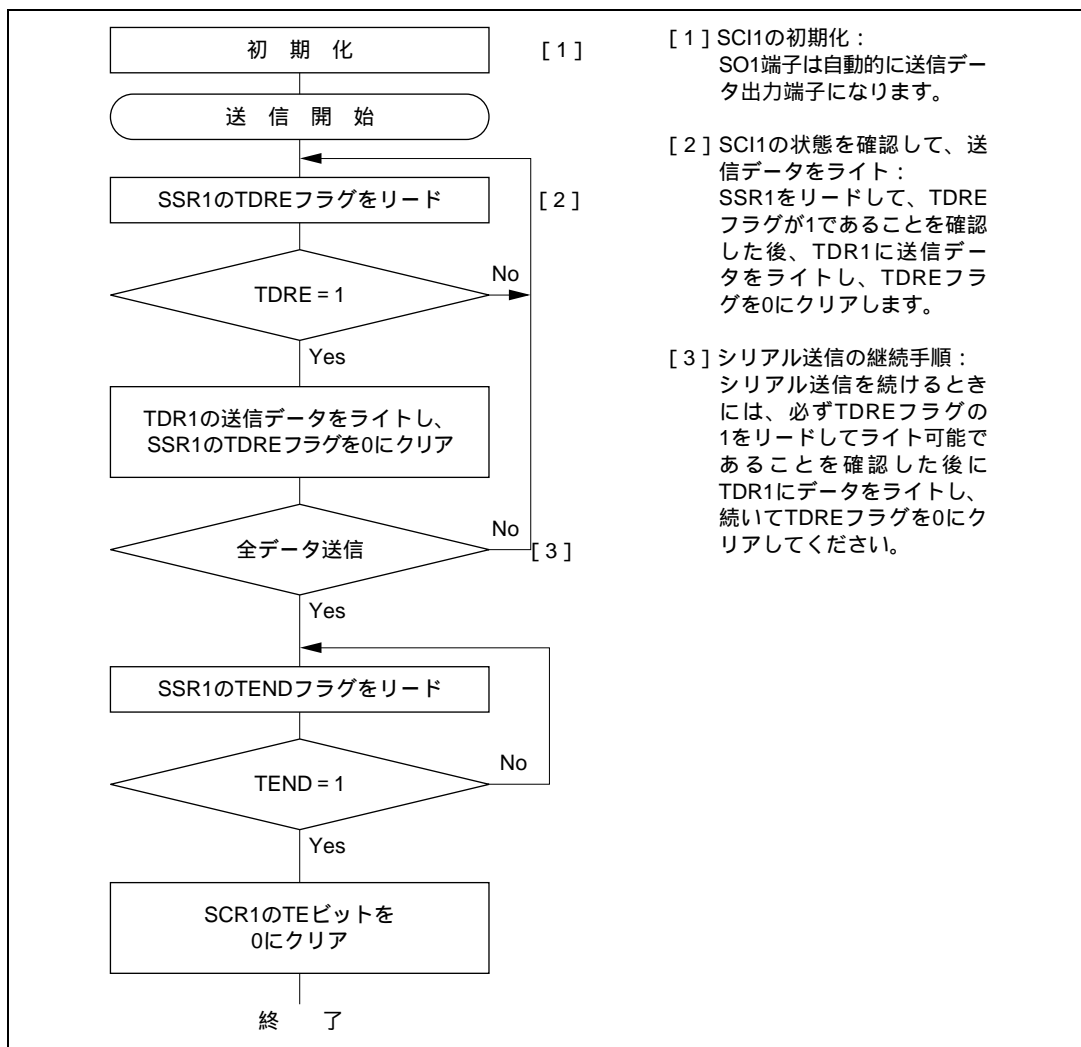 初 期 化 [ 1 ]
送 信 開 始
SSR1のTDREフラグをリード [ 2 ]
No
TDRE = 1
Yes
TDR1の送信データをライトし、
SSR1のTDREフラグを0にクリア
No
全データ送信 [ 3 ]
Yes
SSR1のTENDフラグをリード
No
TEND = 1
Yes
SCR1のTEビットを
0にクリア
終 了
[ 1 ] SCI1の初期化：
SO1端子は自動的に送信デー
タ出力端子になります。
[ 2 ] SCI1の状態を確認して、送
信データをライト：
SSR1をリードして、TDRE
フラグが1であることを確認
した後、TDR1に送信デー
タをライトし、TDREフラ
グを0にクリアします。
[ 3 ] シリアル送信の継続手順：
シリアル送信を続けるとき
には、必ずTDREフラグの
1をリードしてライト可能で
あることを確認した後に
TDR1にデータをライトし、
続いてTDREフラグを0にク
リアしてください。